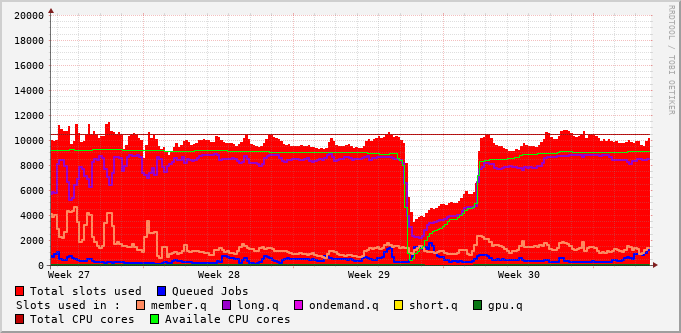 20000
18000
16000
14000
12000
10000
8000
6000
4000
2000
0
Week 27 Week 28 Week 29 Week 30
RRDTOOL / TOBI OETIKER
Total slots used Queued Jobs
Slots used in : member.q long.q ondemand.q short.q gpu.q
Total CPU cores Availale CPU cores